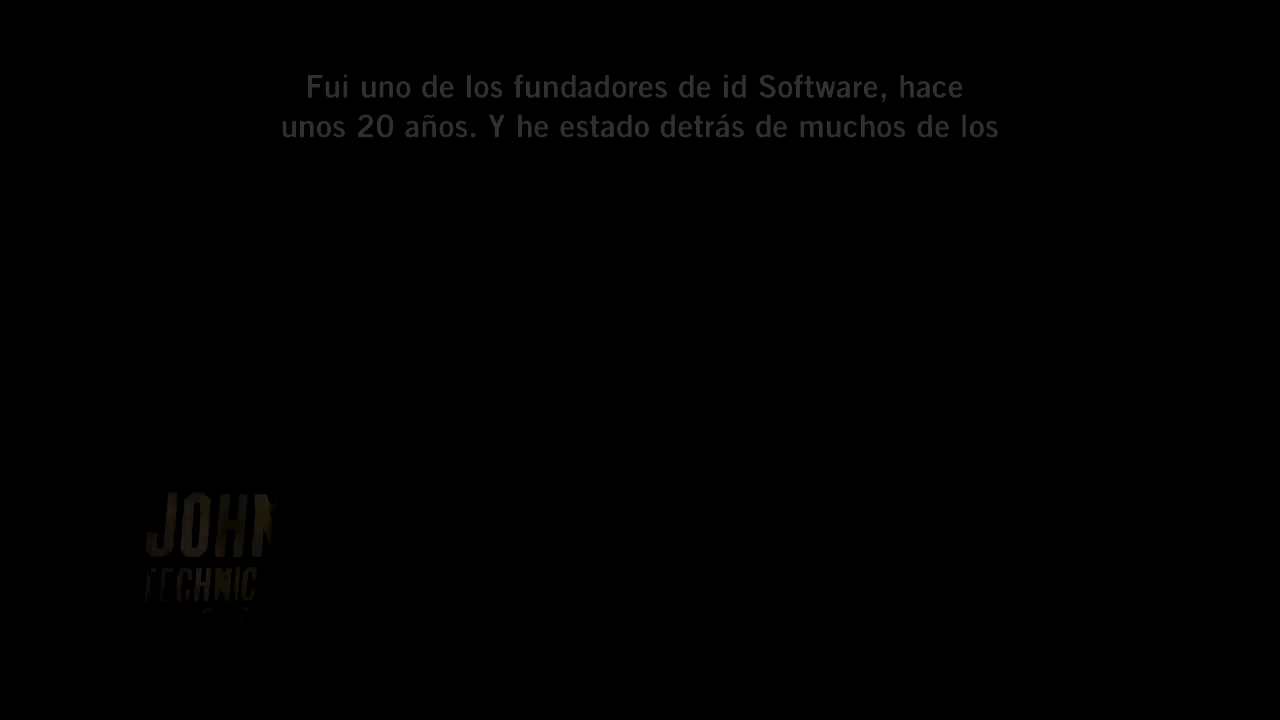 Fui uno de los fundadores de id Software, hace
unos 20 años. Y he estado detrás de muchos de los
JOHN
TECHNIC